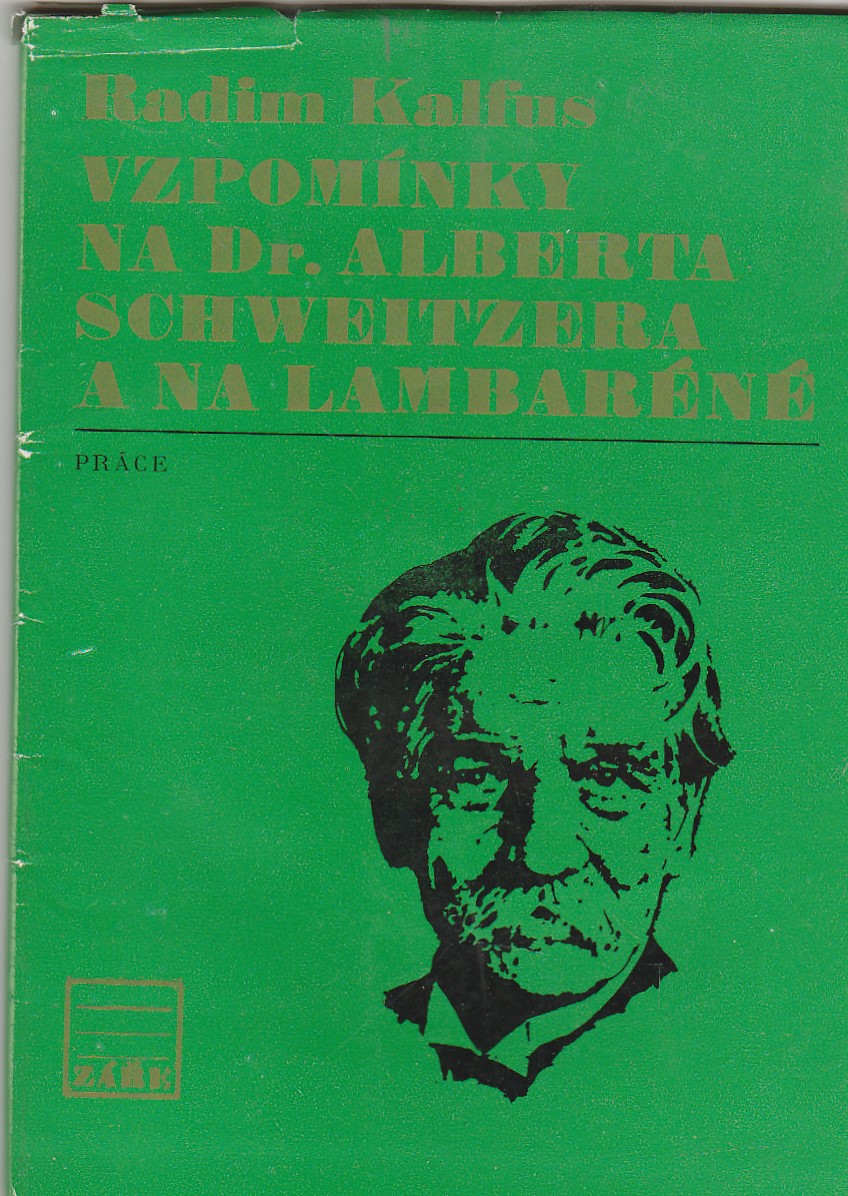 Radim Kalfus
VZPOMÍNKY
NA Dr. ALBERTA
SCHWEITZERA
A NA LAMBARÉNÉ
PRÁCE
ZÁŘE